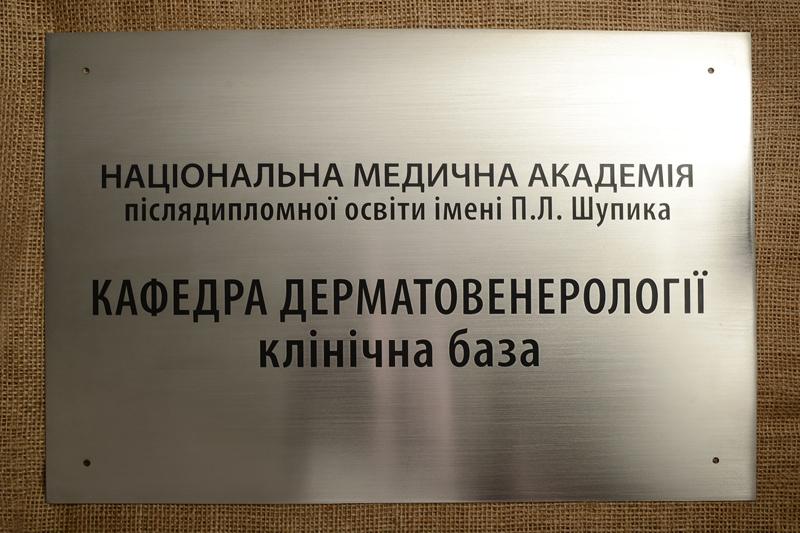 НАЦІОНАЛЬНА МЕДИЧНА АКАДЕМІЯ
післядипломної освіти імені П.Л. Шупика
КАФЕДРА ДЕРМАТОВЕНЕРОЛОГІЇ
клінічна база